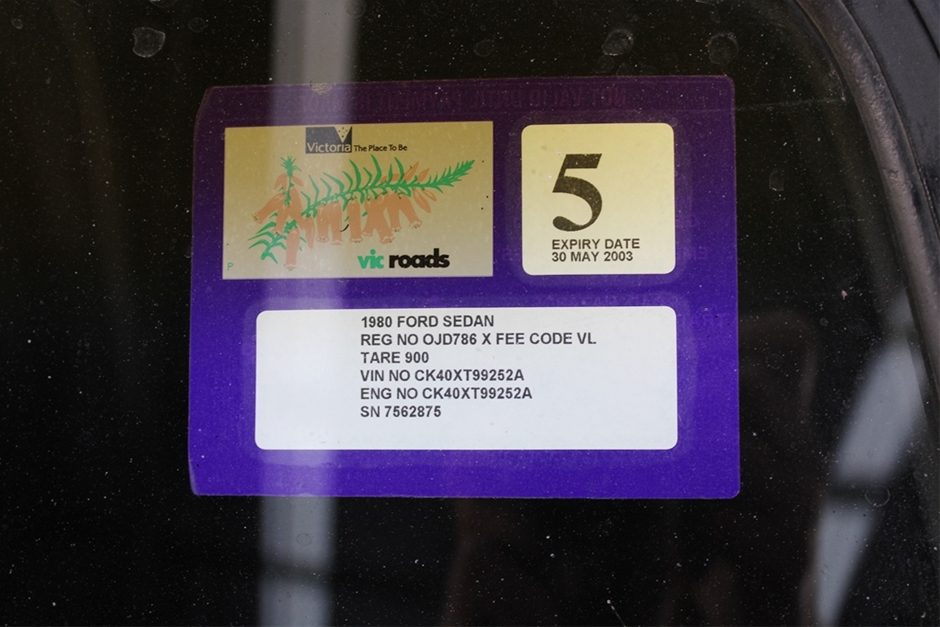 Victoria The Place To Be
P
vic roads
5
EXPIRY DATE
30 MAY 2003
1980 FORD SEDAN
REG NO OJD786 X FEE CODE VL
TARE 900
VIN NO CK40XT99252A
ENG NO CK40XT99252A
SN 7562875